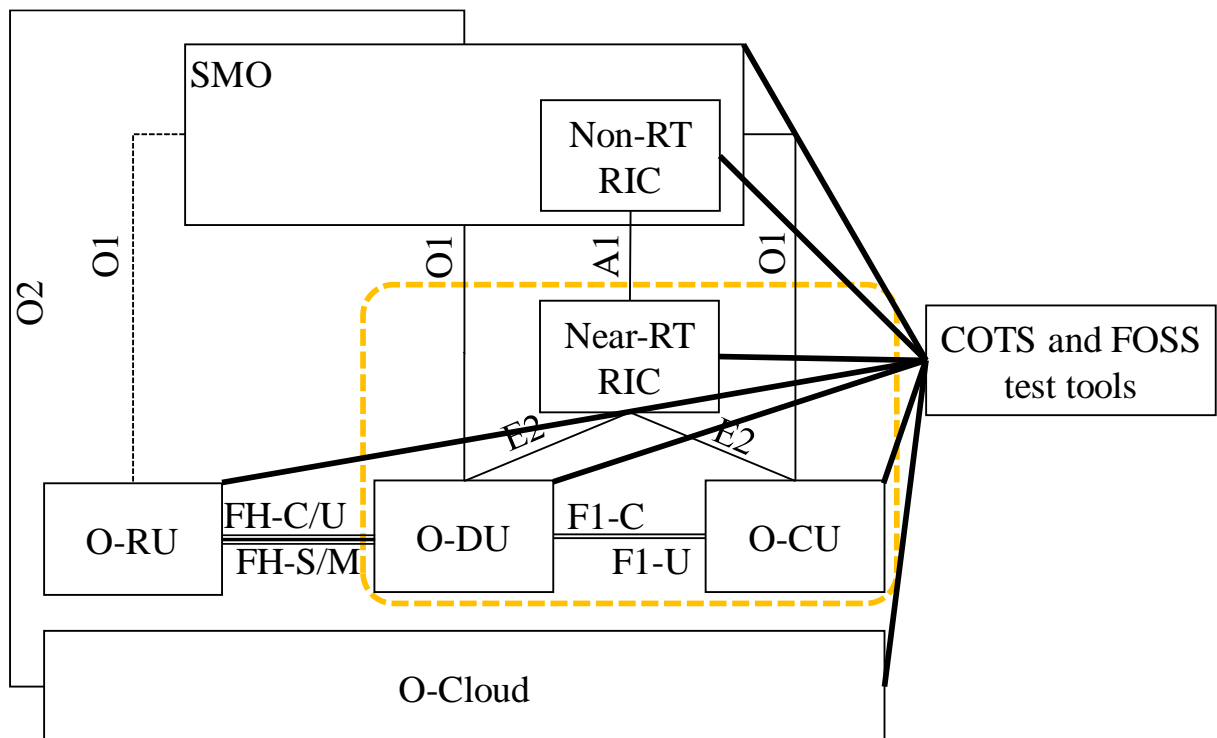 SMO
Non-RT
RIC
O1
O1
A1
O1
O2
Near-RT
RIC
COTS and FOSS
test tools
E2
E2
FH-C/U
F1-C
O-RU
O-DU
O-CU
FH-S/M
F1-U
O-Cloud